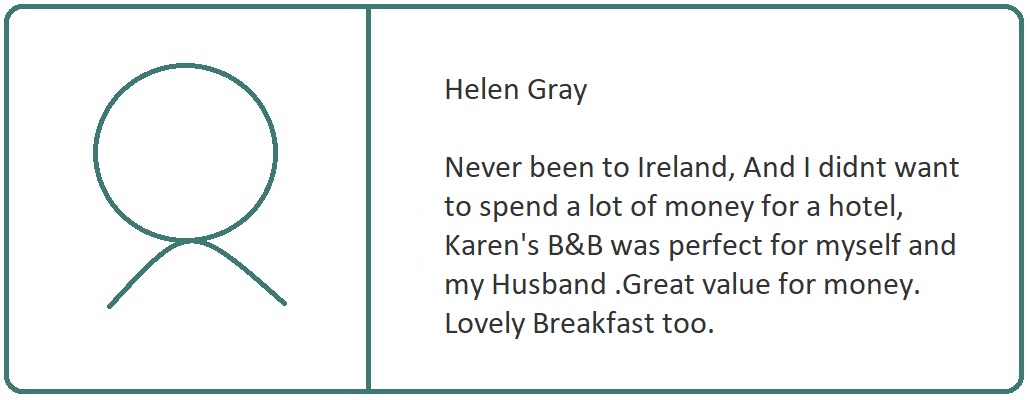 Helen Gray
Never been to Ireland, And I didnt want
to spend a lot of money for a hotel,
Karen's B&B was perfect for myself and
my Husband .Great value for money.
Lovely Breakfast too.